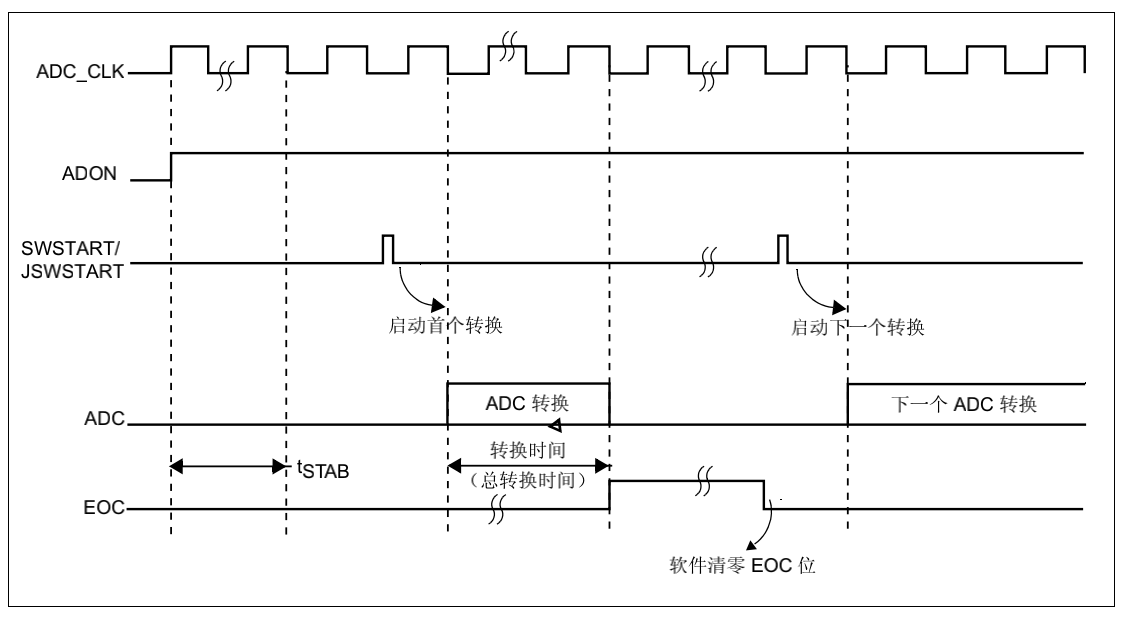 ADC_CLK
ADON
SWSTART/
JSWSTART
启动首个转换
启动下一个转换
ADC
ADC 转换
下一个 ADC 转换
转换时间
（总转换时间）
tSTAB
EOC
软件清零 EOC 位